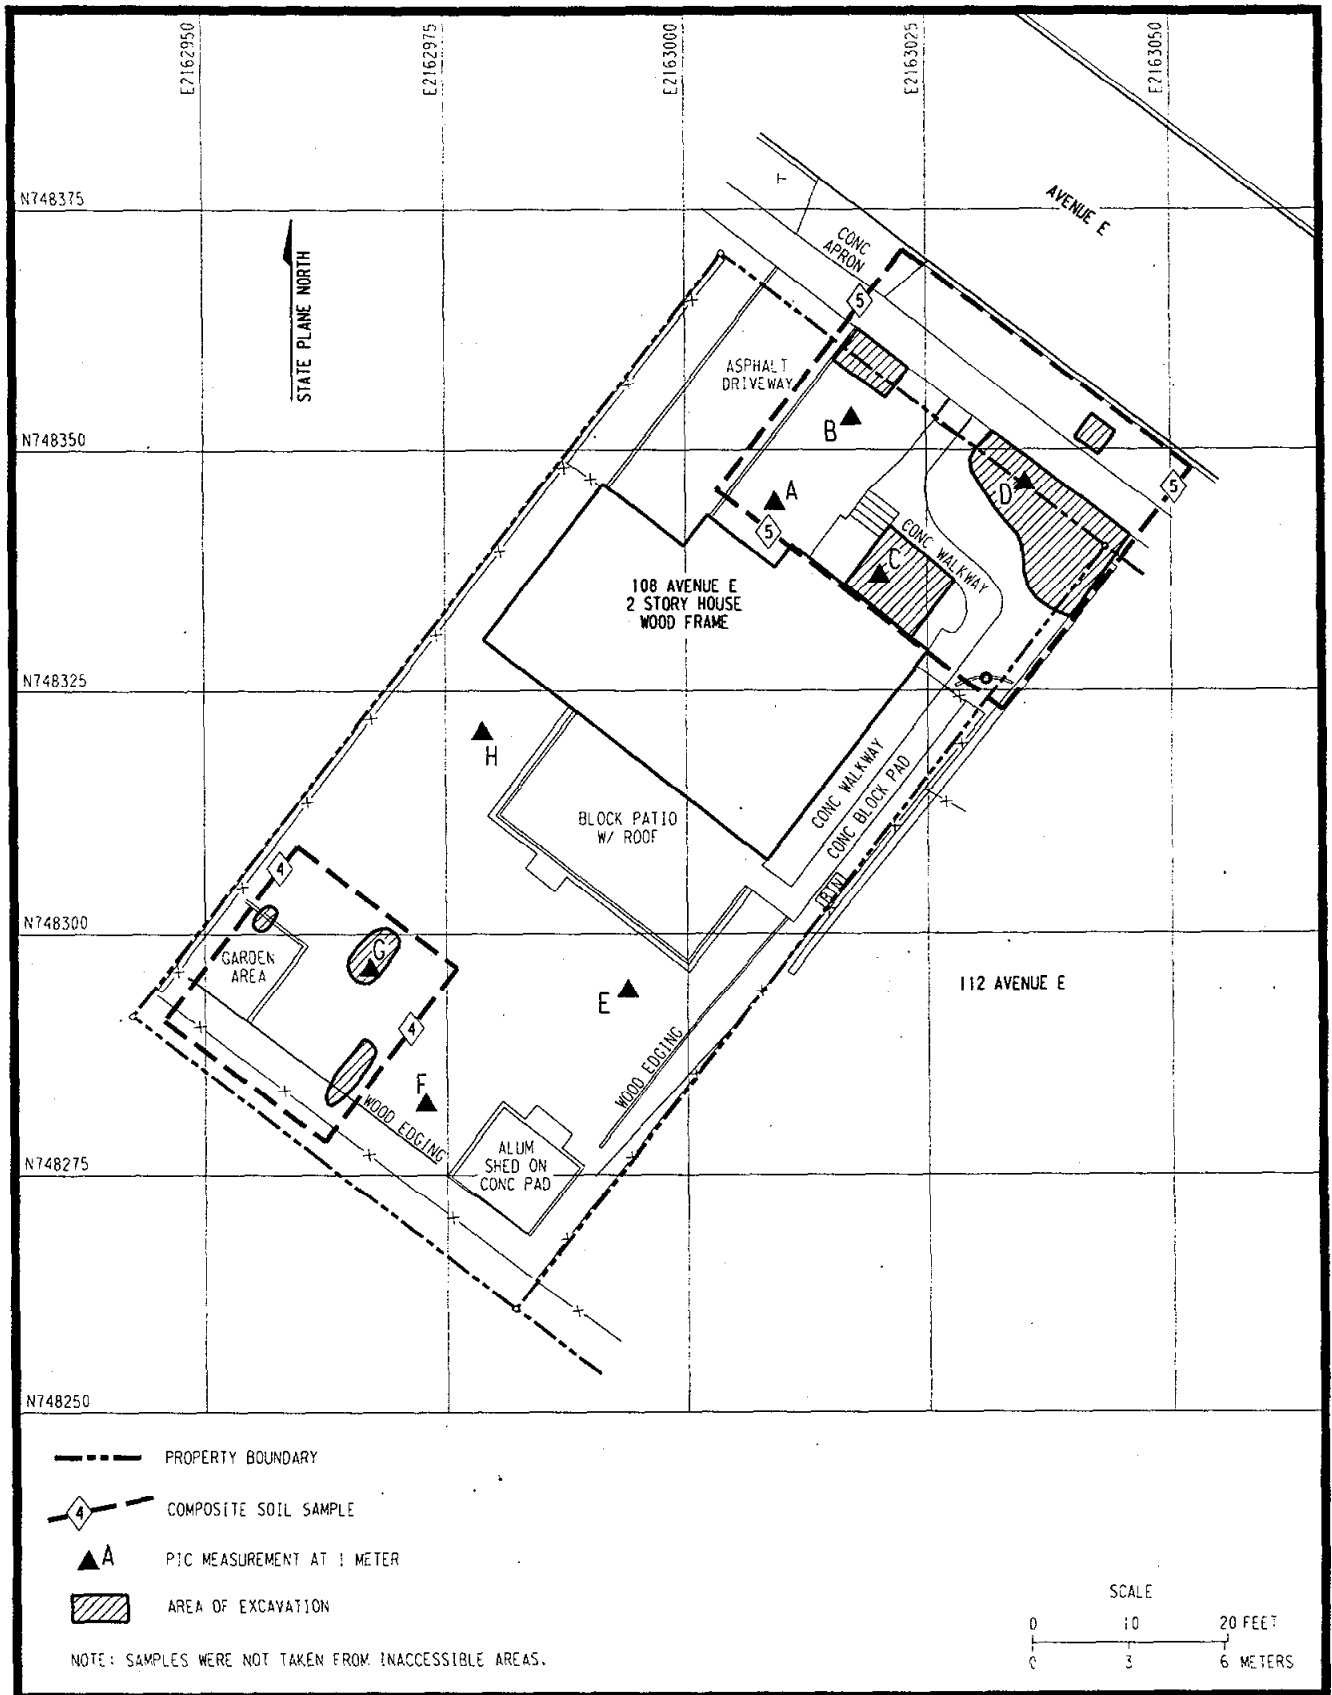 E2162950
E2162975
E2163000
E2163025
E2163050
N748375
AVENUE E
STATE PLANE NORTH
CONC
APRON
5
ASPHALT
DRIVEWAY
B
N748350
5
D
A
5
CONC WALKWAY
C
108 AVENUE E
2 STORY HOUSE
WOOD FRAME
N748325
H
CONC WALKWAY
CONC BLOCK PAD
BLOCK PATIO
W/ ROOF
4
N748300
G
GARDEN
AREA
E
112 AVENUE E
4
F
WOOD EDGING
WOOD EDGING
ALUM
SHED ON
CONC PAD
N748275
N748250
PROPERTY BOUNDARY
4
COMPOSITE SOIL SAMPLE
A
PIC MEASUREMENT AT 1 METER
AREA OF EXCAVATION
SCALE
0 10 20 FEET
0 3 6 METERS
NOTE: SAMPLES WERE NOT TAKEN FROM INACCESSIBLE AREAS.